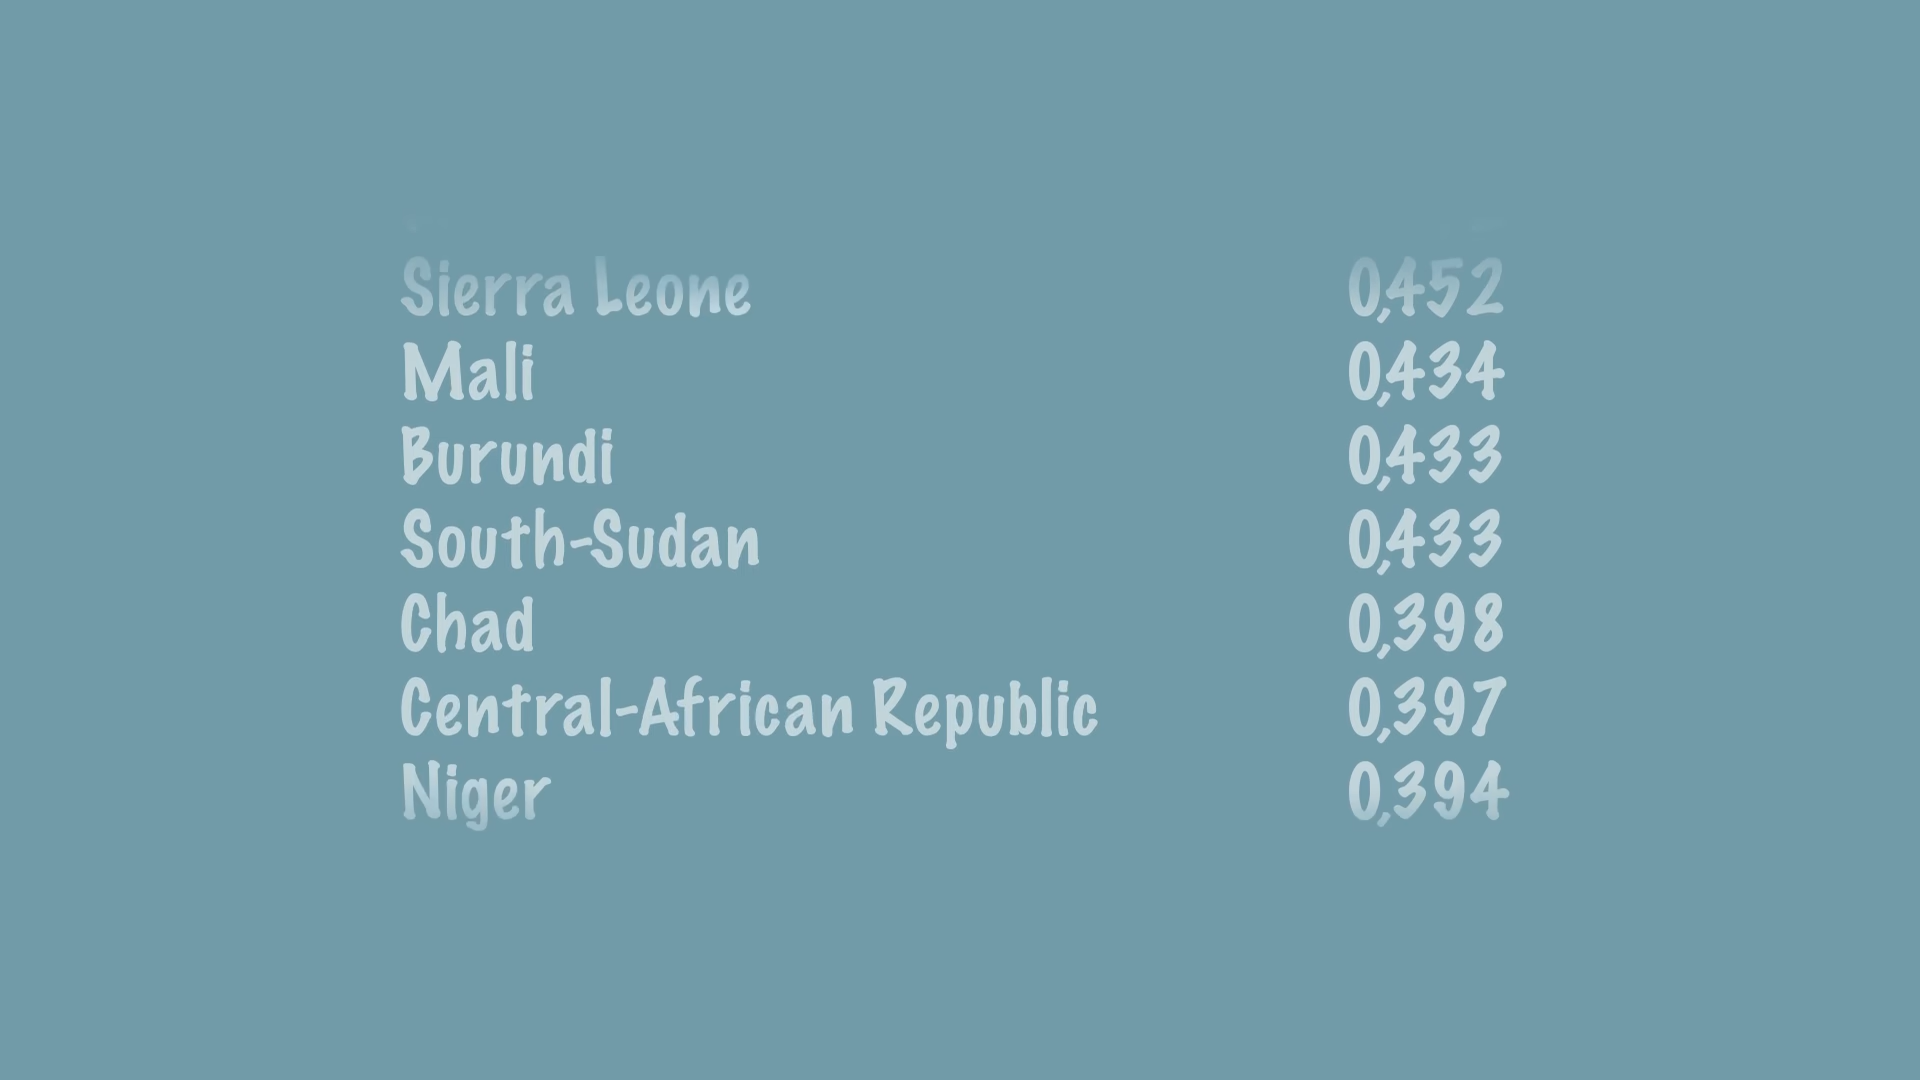 Sierra Leone 0,452
Mali 0,434
Burundi 0,433
South-Sudan 0,433
Chad 0,398
Central-African Republic 0,397
Niger 0,394